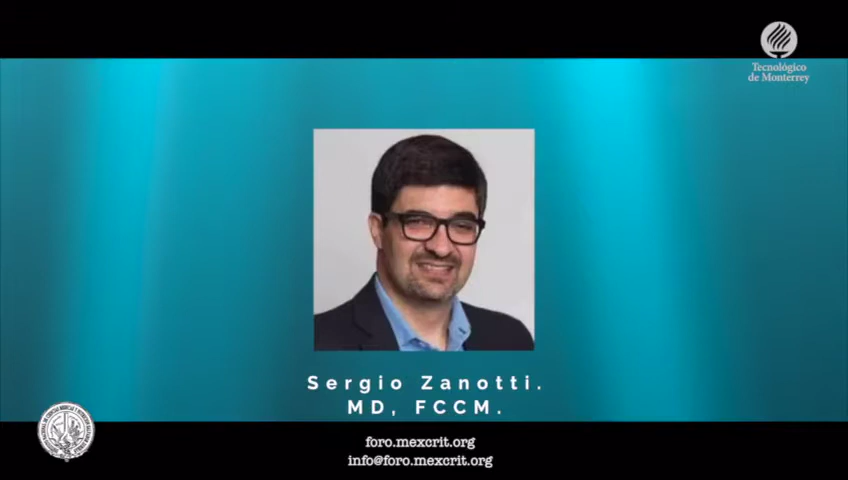 Tecnológico
de Monterrey
Sergio Zanotti.
MD, FCCM.
foro.mexcrit.org
info@foro.mexcrit.org